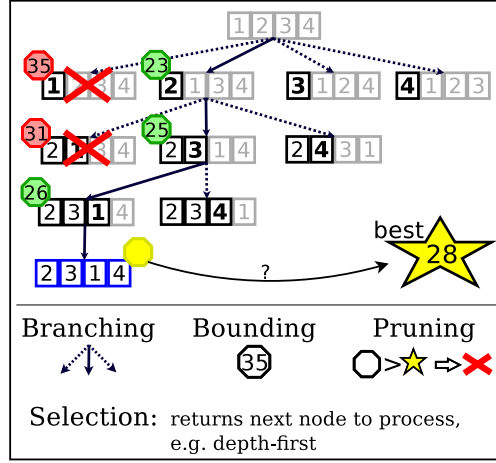 1 2 3 4
35 23
1 3 4 2 1 3 4 3 1 2 4 4 1 2 3
31 25
2 1 3 4 2 3 1 4 2 4 3 1
26
2 3 1 4 2 3 4 1
best
28
2 3 1 4
?
Branching Bounding Pruning
35 > ⇨
Selection: returns next node to process,
e.g. depth-first